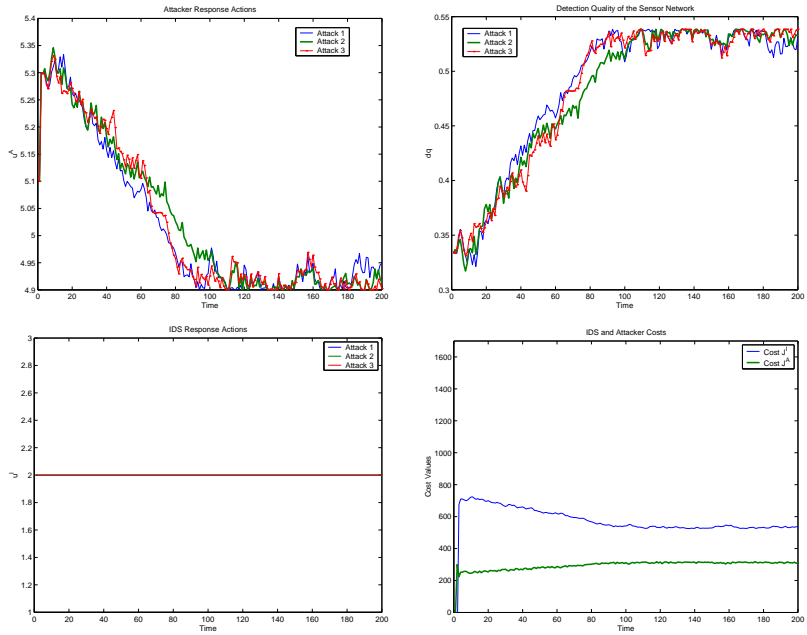 Attacker Response Actions
5.4
5.35
5.3
5.25
5.2
5.15
5.1
5.05
5
4.95
4.9
u^A
0 20 40 60 80 100 120 140 160 180 200
Time
Attack 1
Attack 2
Attack 3
Detection Quality of the Sensor Network
0.55
0.5
0.45
0.4
0.35
0.3
dq
0 20 40 60 80 100 120 140 160 180 200
Time
Attack 1
Attack 2
Attack 3
IDS Response Actions
3
2.8
2.6
2.4
2.2
2
1.8
1.6
1.4
1.2
1
u^I
0 20 40 60 80 100 120 140 160 180 200
Time
Attack 1
Attack 2
Attack 3
IDS and Attacker Costs
1600
1400
1200
1000
800
600
400
200
0
Cost Values
0 20 40 60 80 100 120 140 160 180 200
Time
Cost J^I
Cost J^A